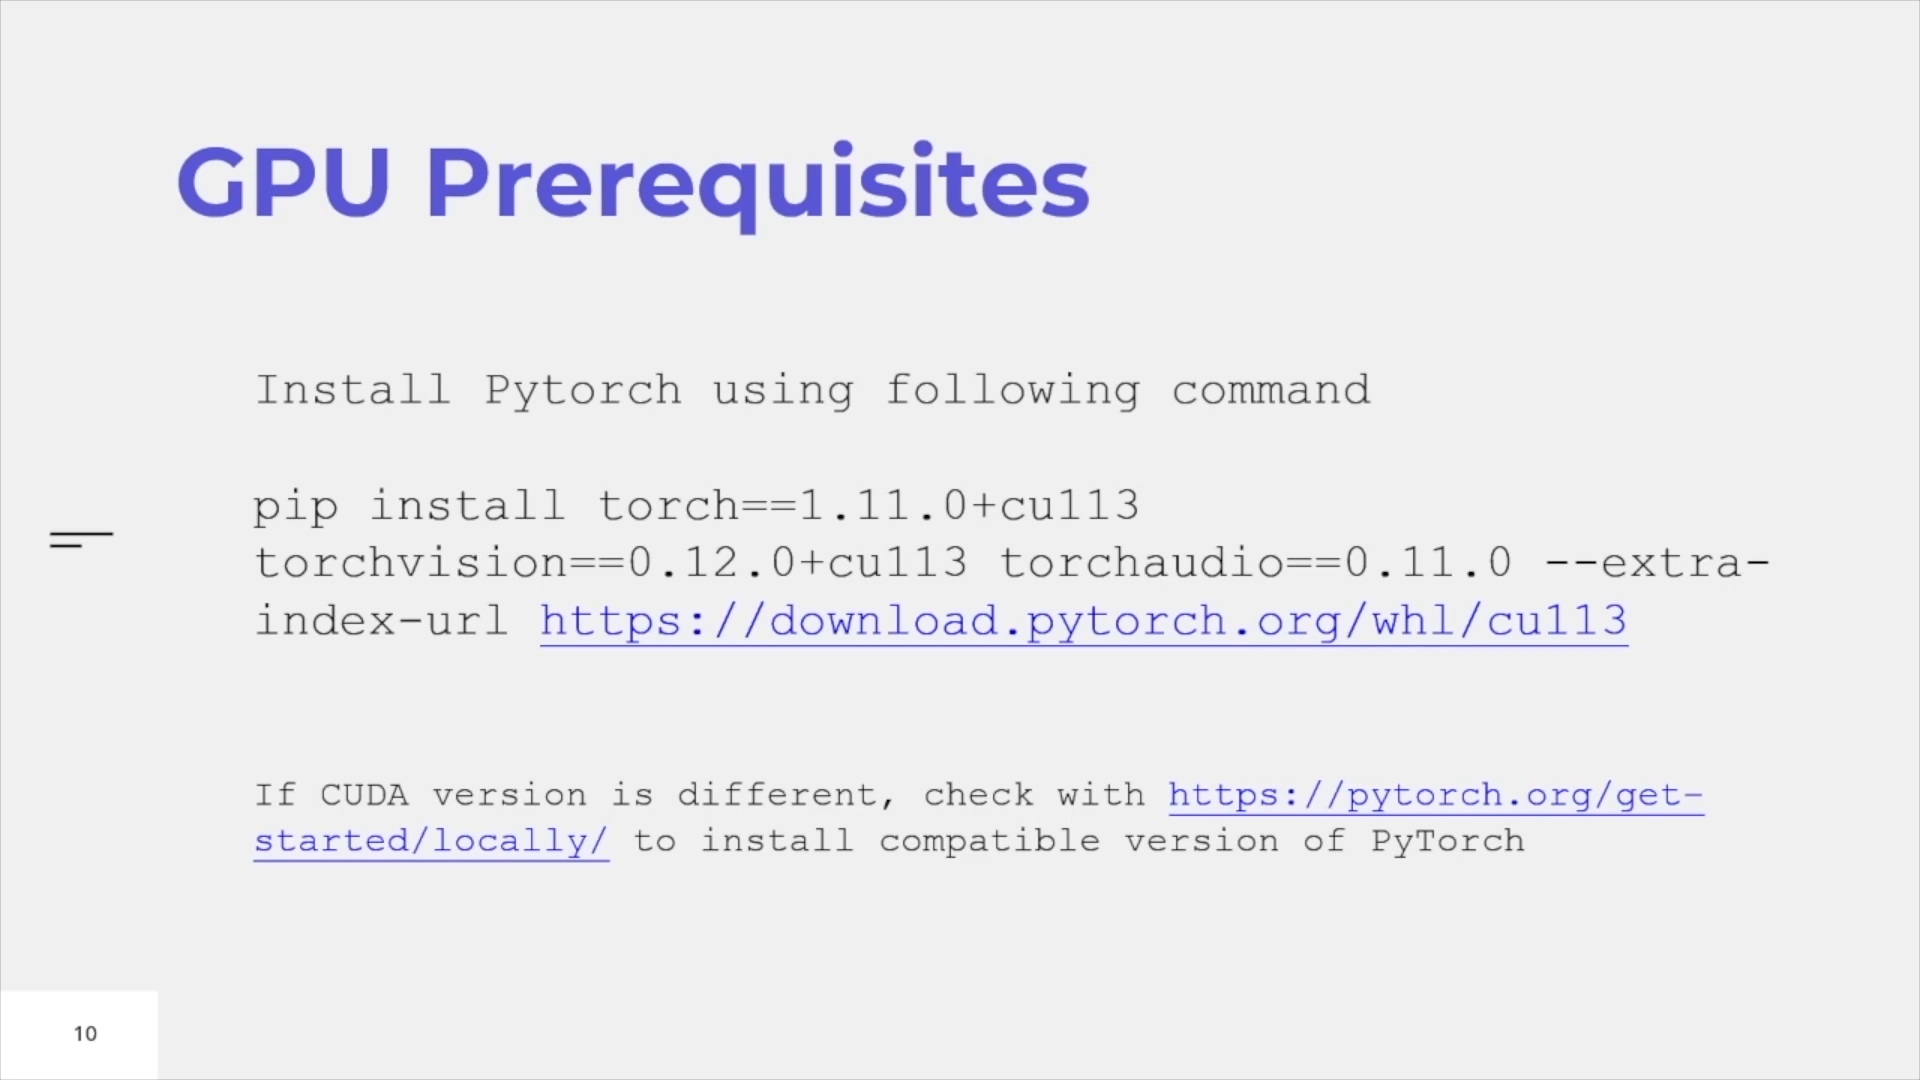 GPU Prerequisites
Install Pytorch using following command
pip install torch==1.11.0+cu113
torchvision==0.12.0+cu113 torchaudio==0.11.0 --extra-
index-url https://download.pytorch.org/whl/cu113
If CUDA version is different, check with https://pytorch.org/get-
started/locally/ to install compatible version of PyTorch
10